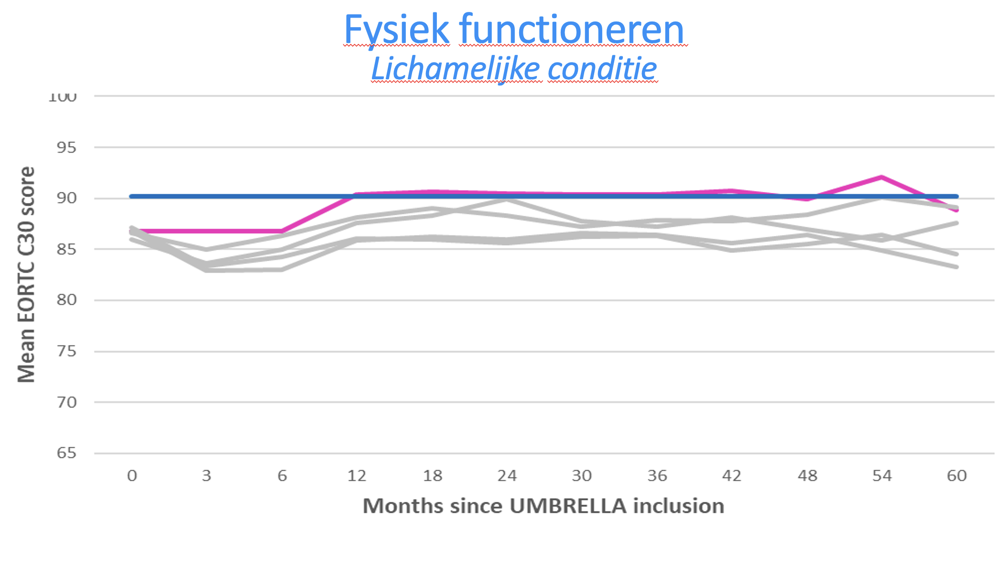 Fysiek functioneren
Lichamelijke conditie
100
95
90
85
80
75
70
65
Mean EORTC C30 score
0 3 6 12 18 24 30 36 42 48 54 60
Months since UMBRELLA inclusion